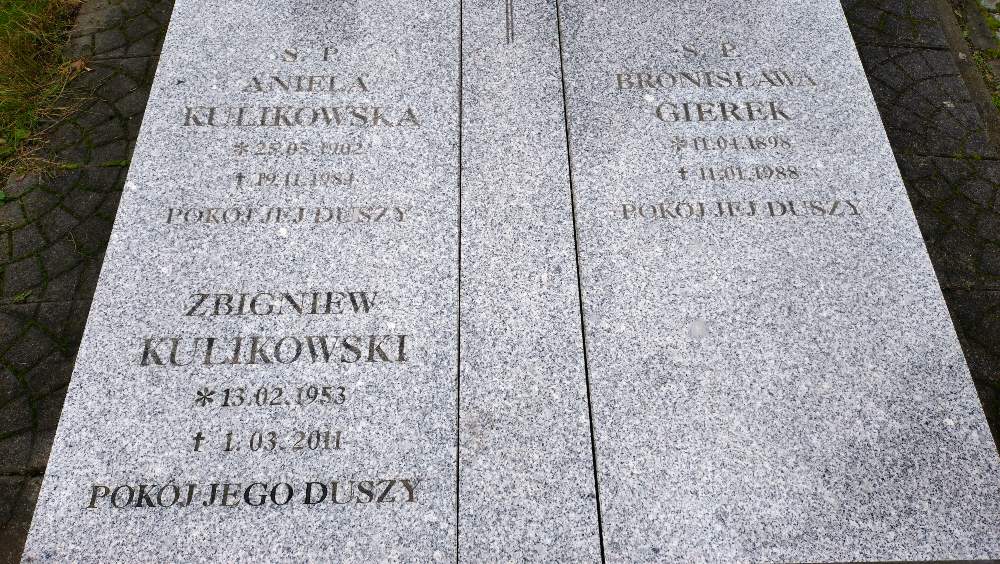 S. P.
ANIELA
KULIKOWSKA
* 25.05.1902
† 19.11.1984
POKÓJ JEJ DUSZY
ZBIGNIEW
KULIKOWSKI
* 13.02.1953
† 1.03.2011
POKÓJ JEGO DUSZY
S. P.
BRONISŁAWA
GIEREK
* 11.04.1898
† 11.01.1988
POKÓJ JEJ DUSZY